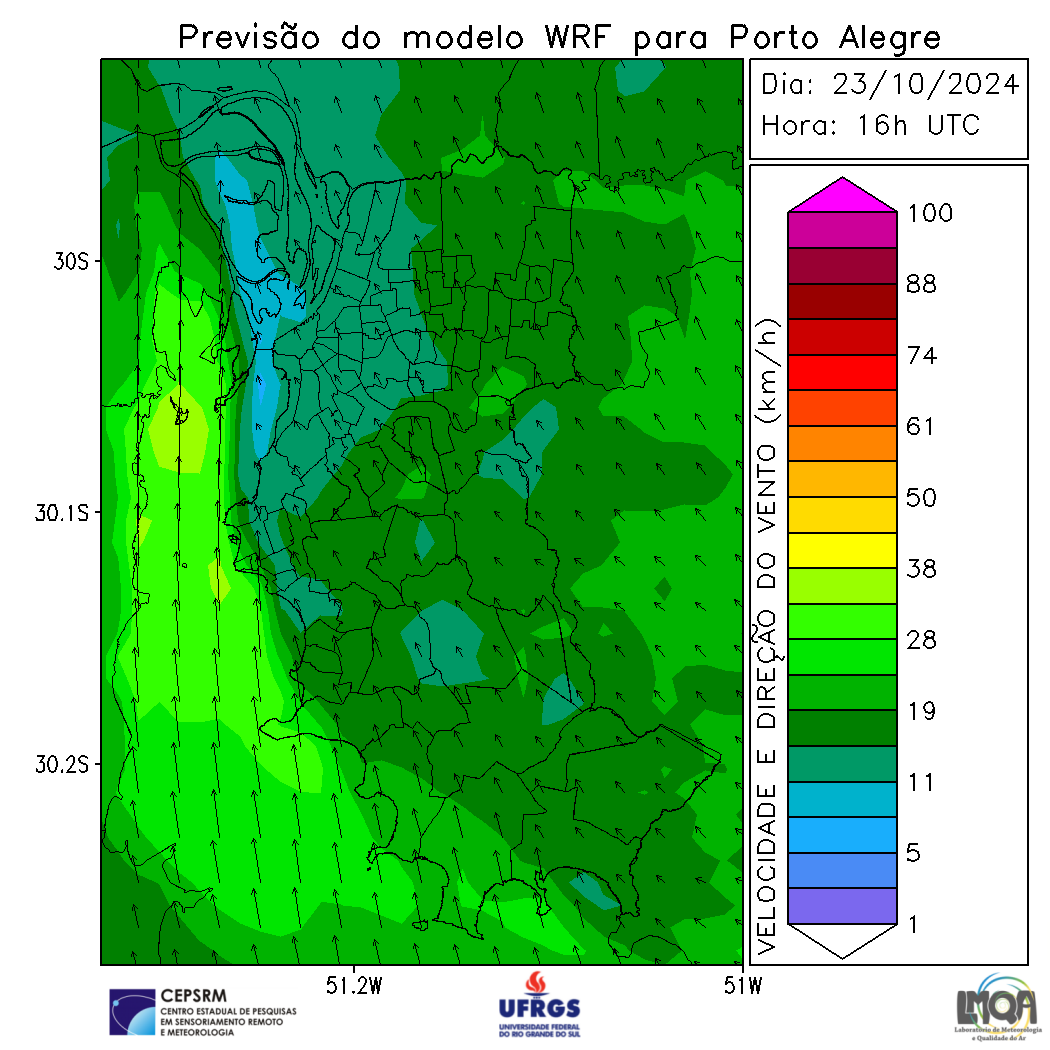 Previsão do modelo WRF para Porto Alegre
Dia: 23/10/2024
Hora: 16h UTC
30S
30.1S
30.2S
51.2W
51W
VELOCIDADE E DIREÇÃO DO VENTO (km/h)
100
88
74
61
50
38
28
19
11
5
1
CEPSRM
CENTRO ESTADUAL DE PESQUISAS
EM SENSORIAMENTO REMOTO
E METEOROLOGIA
UFRGS
UNIVERSIDADE FEDERAL
DO RIO GRANDE DO SUL
LMQA
Laboratório de Meteorologia
e Qualidade do Ar